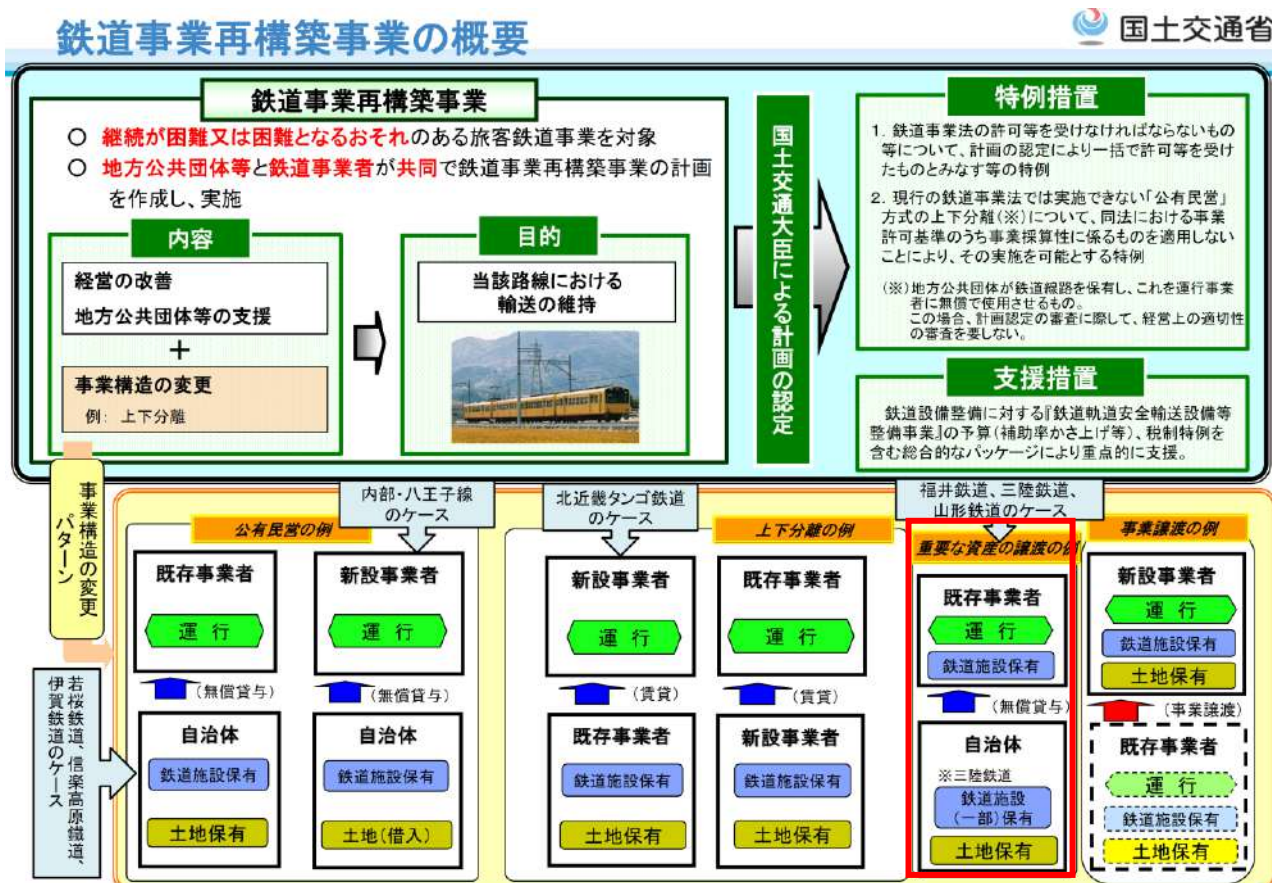 鉄道事業再構築事業の概要
国土交通省
鉄道事業再構築事業
○ 継続が困難又は困難となるおそれのある旅客鉄道事業を対象
○ 地方公共団体等と鉄道事業者が共同で鉄道事業再構築事業の計画
を作成し、実施
内容
経営の改善
地方公共団体等の支援
＋
事業構造の変更
例: 上下分離
目的
当該路線における
輸送の維持
国土交通大臣による計画の認定
特例措置
1. 鉄道事業法の許可等を受けなければならないもの
等について、計画の認定により一括で許可等を受け
たものとみなす等の特例
2. 現行の鉄道事業法では実施できない「公有民営」
方式の上下分離(※)について、同法における事業
許可基準のうち事業採算性に係るものを適用しない
ことにより、その実施を可能とする特例
(※)地方公共団体が鉄道線路を保有し、これを運行事業
者に無償で使用させるもの。
この場合、計画認定の審査に際して、経営上の適切性
の審査を要しない。
支援措置
鉄道設備整備に対する『鉄道軌道安全輸送設備等
整備事業』の予算(補助率かさ上げ等)、税制特例を
含む総合的なパッケージにより重点的に支援。
事業構造の変更
パターン
若桜鉄道、信楽高原鐵道、
伊賀鉄道のケース
公有民営の例
内部・八王子線
のケース
既存事業者
運 行
(無償貸与)
自治体
鉄道施設保有
土地保有
新設事業者
運 行
(無償貸与)
自治体
鉄道施設保有
土地(借入)
北近畿タンゴ鉄道
のケース
上下分離の例
新設事業者
運 行
(賃貸)
既存事業者
鉄道施設保有
土地保有
既存事業者
運 行
(賃貸)
新設事業者
鉄道施設保有
土地保有
福井鉄道、三陸鉄道、
山形鉄道のケース
重要な資産の譲渡の例
既存事業者
運 行
鉄道施設保有
(無償貸与)
自治体
※三陸鉄道
鉄道施設
(一部)保有
土地保有
事業譲渡の例
新設事業者
運 行
鉄道施設保有
土地保有
(事業譲渡)
既存事業者
運 行
鉄道施設保有
土地保有